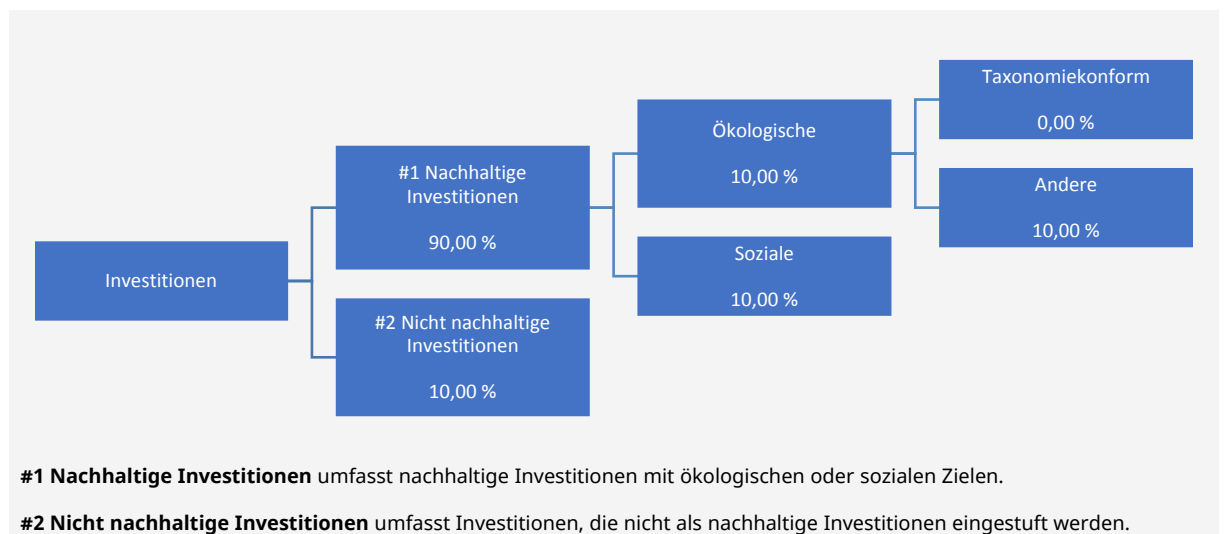 Investitionen
#1 Nachhaltige
Investitionen
90,00 %
#2 Nicht nachhaltige
Investitionen
10,00 %
Ökologische
10,00 %
Soziale
10,00 %
Taxonomiekonform
0,00 %
Andere
10,00 %
#1 Nachhaltige Investitionen umfasst nachhaltige Investitionen mit ökologischen oder sozialen Zielen.
#2 Nicht nachhaltige Investitionen umfasst Investitionen, die nicht als nachhaltige Investitionen eingestuft werden.